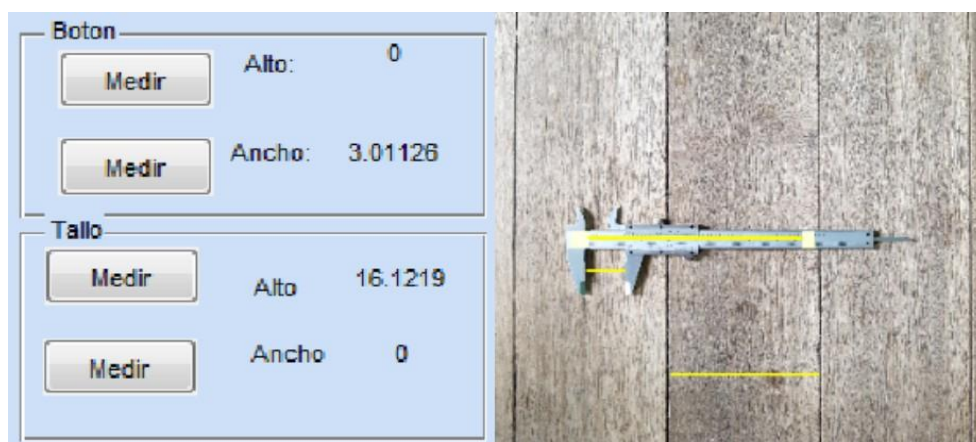 Boton
Medir
Alto:
0
Medir
Ancho:
3.01126
Tallo
Medir
Alto
16.1219
Medir
Ancho
0